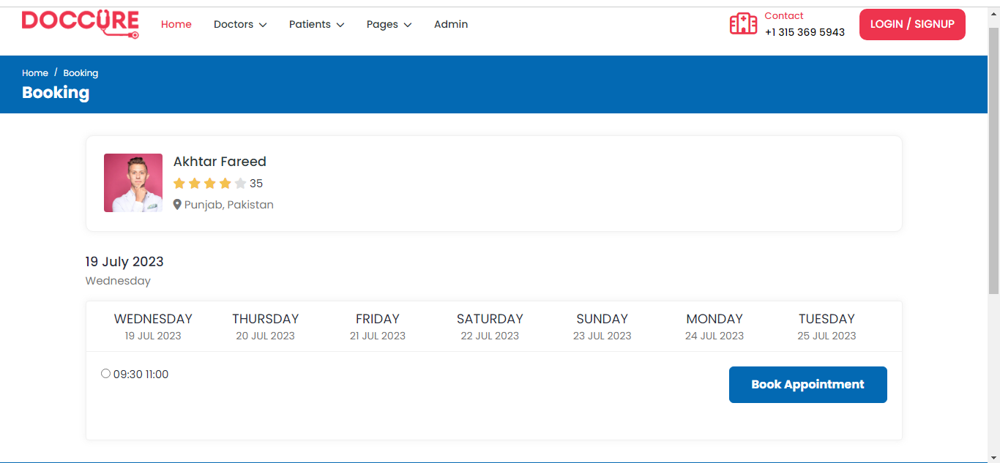 DOCCURE
Home Doctors Patients Pages Admin
Contact
+1 315 369 5943
LOGIN / SIGNUP
Home / Booking
Booking
Akhtar Fareed
35
Punjab, Pakistan
19 July 2023
Wednesday
WEDNESDAY THURSDAY FRIDAY SATURDAY SUNDAY MONDAY TUESDAY
19 JUL 2023 20 JUL 2023 21 JUL 2023 22 JUL 2023 23 JUL 2023 24 JUL 2023 25 JUL 2023
09:30 11:00
Book Appointment